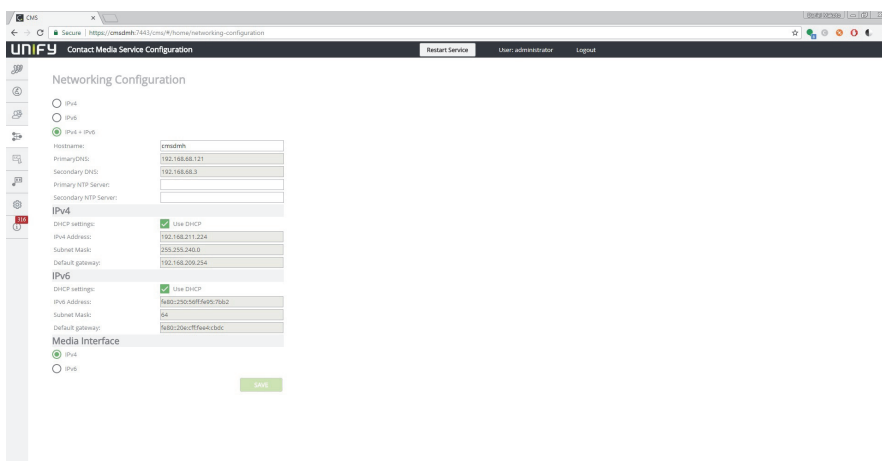 CMS
Secure | https://cmsdmh:7443/cms/#/home/networking-configuration
UNIFY Contact Media Service Configuration Restart Service User: administrator Logout
Networking Configuration
IPv4
IPv6
IPv4 + IPv6
Hostname: cmsdmh
PrimaryDNS: 192.168.68.121
Secondary DNS: 192.168.68.3
Primary NTP Server:
Secondary NTP Server:
316
IPv4
DHCP settings: Use DHCP
IPv4 Address: 192.168.211.224
Subnet Mask: 255.255.240.0
Default gateway: 192.168.209.254
IPv6
DHCP settings: Use DHCP
IPv6 Address: fe80::250:56ff:fe95:7bb2
Subnet Mask: 64
Default gateway: fe80::20e:cff:fee4:cbdc
Media Interface
IPv4
IPv6
SAVE